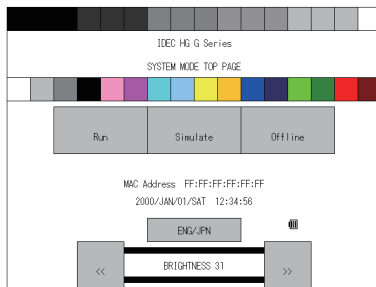 IDEC HG G Series
SYSTEM MODE TOP PAGE
Run Simulate Offline
MAC Address FF:FF:FF:FF:FF:FF
2000/JAN/01/SAT 12:34:56
ENG/JPN
<< BRIGHTNESS 31 >>